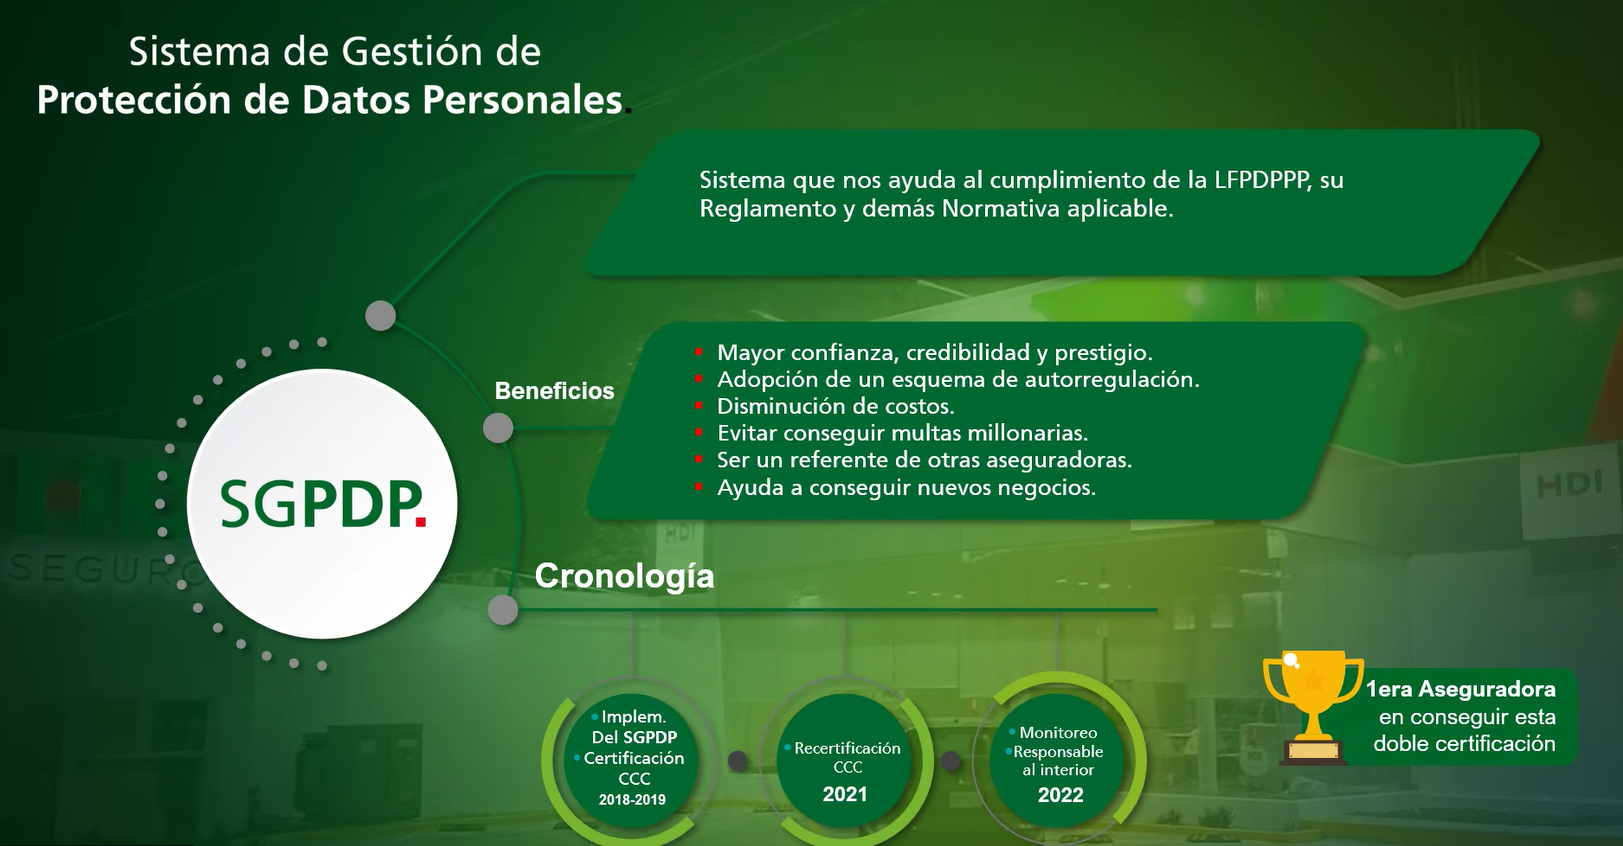 Sistema de Gestión de
Protección de Datos Personales.
Sistema que nos ayuda al cumplimiento de la LFPDPPP, su
Reglamento y demás Normativa aplicable.
Beneficios
▪ Mayor confianza, credibilidad y prestigio.
▪ Adopción de un esquema de autorregulación.
▪ Disminución de costos.
▪ Evitar conseguir multas millonarias.
▪ Ser un referente de otras aseguradoras.
▪ Ayuda a conseguir nuevos negocios.
SGPDP.
HDI
HDI
SEGURO
Cronología
• Implem.
Del SGPDP
• Certificación
CCC
2018-2019
• Recertificación
CCC
2021
• Monitoreo
• Responsable
al interior
2022
1era Aseguradora
en conseguir esta
doble certificación